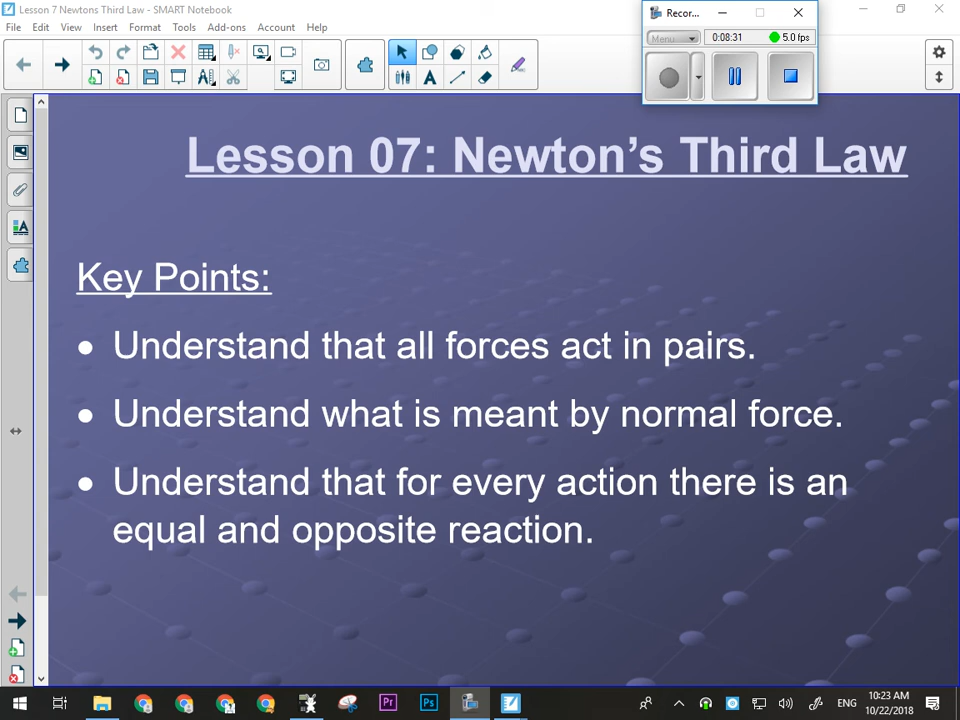 Lesson 7 Newtons Third Law - SMART Notebook
File Edit View Insert Format Tools Add-ons Account Help
Recor...
Menu
0:08:31 5.0 fps
Lesson 07: Newton’s Third Law
Key Points:
• Understand that all forces act in pairs.
• Understand what is meant by normal force.
• Understand that for every action there is an
equal and opposite reaction.
Pr Ps
ENG
10:23 AM
10/22/2018